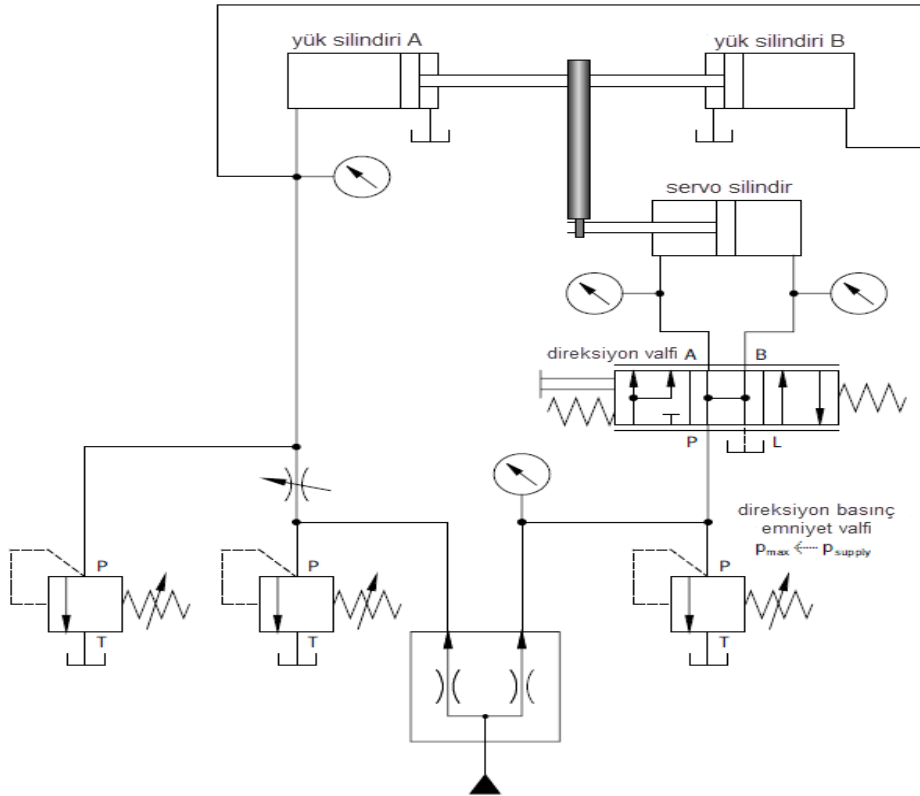 yük silindiri A
yük silindiri B
servo silindir
direksiyon valfi A B
P L
direksiyon basınç
emniyet valfi
pmax <---- psupply
P
T
P
T
P
T